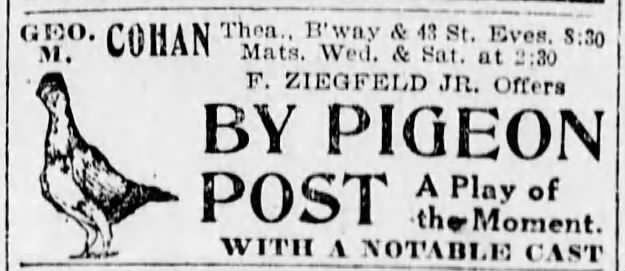 GEO. M. COHAN Thea., B'way & 43 St. Eves. 8:30
Mats. Wed. & Sat. at 2:30
F. ZIEGFELD JR. Offers
BY PIGEON
POST A Play of
the Moment.
WITH A NOTABLE CAST